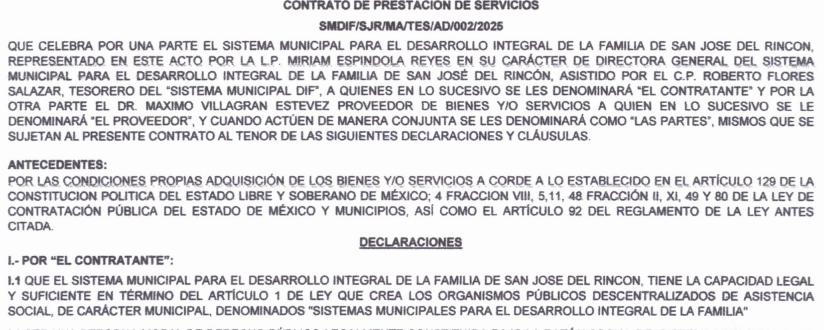 CONTRATO DE PRESTACIÓN DE SERVICIOS
SMDIF/SJR/MA/TES/AD/002/2025
QUE CELEBRA POR UNA PARTE EL SISTEMA MUNICIPAL PARA EL DESARROLLO INTEGRAL DE LA FAMILIA DE SAN JOSE DEL RINCON,
REPRESENTADO EN ESTE ACTO POR LA L.P. MIRIAM ESPINDOLA REYES EN SU CARÁCTER DE DIRECTORA GENERAL DEL SISTEMA
MUNICIPAL PARA EL DESARROLLO INTEGRAL DE LA FAMILIA DE SAN JOSÉ DEL RINCÓN, ASISTIDO POR EL C.P. ROBERTO FLORES
SALAZAR, TESORERO DEL "SISTEMA MUNICIPAL DIF", A QUIENES EN LO SUCESIVO SE LES DENOMINARÁ "EL CONTRATANTE" Y POR LA
OTRA PARTE EL DR. MAXIMO VILLAGRAN ESTEVEZ PROVEEDOR DE BIENES Y/O SERVICIOS A QUIEN EN LO SUCESIVO SE LE
DENOMINARÁ "EL PROVEEDOR", Y CUANDO ACTÚEN DE MANERA CONJUNTA SE LES DENOMINARÁ COMO "LAS PARTES", MISMOS QUE SE
SUJETAN AL PRESENTE CONTRATO AL TENOR DE LAS SIGUIENTES DECLARACIONES Y CLÁUSULAS.
ANTECEDENTES:
POR LAS CONDICIONES PROPIAS ADQUISICIÓN DE LOS BIENES Y/O SERVICIOS A CORDE A LO ESTABLECIDO EN EL ARTÍCULO 129 DE LA
CONSTITUCION POLITICA DEL ESTADO LIBRE Y SOBERANO DE MÉXICO; 4 FRACCION VIII, 5,11, 48 FRACCIÓN II, XI, 49 Y 80 DE LA LEY DE
CONTRATACIÓN PÚBLICA DEL ESTADO DE MÉXICO Y MUNICIPIOS, ASÍ COMO EL ARTÍCULO 92 DEL REGLAMENTO DE LA LEY ANTES
CITADA.
DECLARACIONES
I.- POR "EL CONTRATANTE":
I.1 QUE EL SISTEMA MUNICIPAL PARA EL DESARROLLO INTEGRAL DE LA FAMILIA DE SAN JOSE DEL RINCON, TIENE LA CAPACIDAD LEGAL
Y SUFICIENTE EN TÉRMINO DEL ARTÍCULO 1 DE LEY QUE CREA LOS ORGANISMOS PÚBLICOS DESCENTRALIZADOS DE ASISTENCIA
SOCIAL, DE CARÁCTER MUNICIPAL, DENOMINADOS "SISTEMAS MUNICIPALES PARA EL DESARROLLO INTEGRAL DE LA FAMILIA"